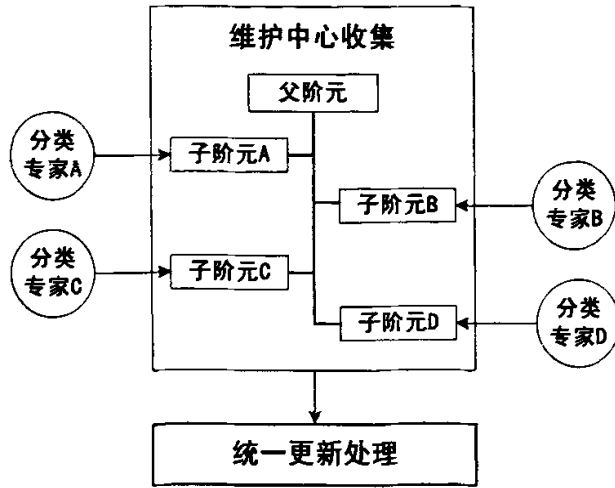 维护中心收集
父阶元
分类
专家A
子阶元A
子阶元B
分类
专家B
分类
专家C
子阶元C
子阶元D
分类
专家D
统一更新处理